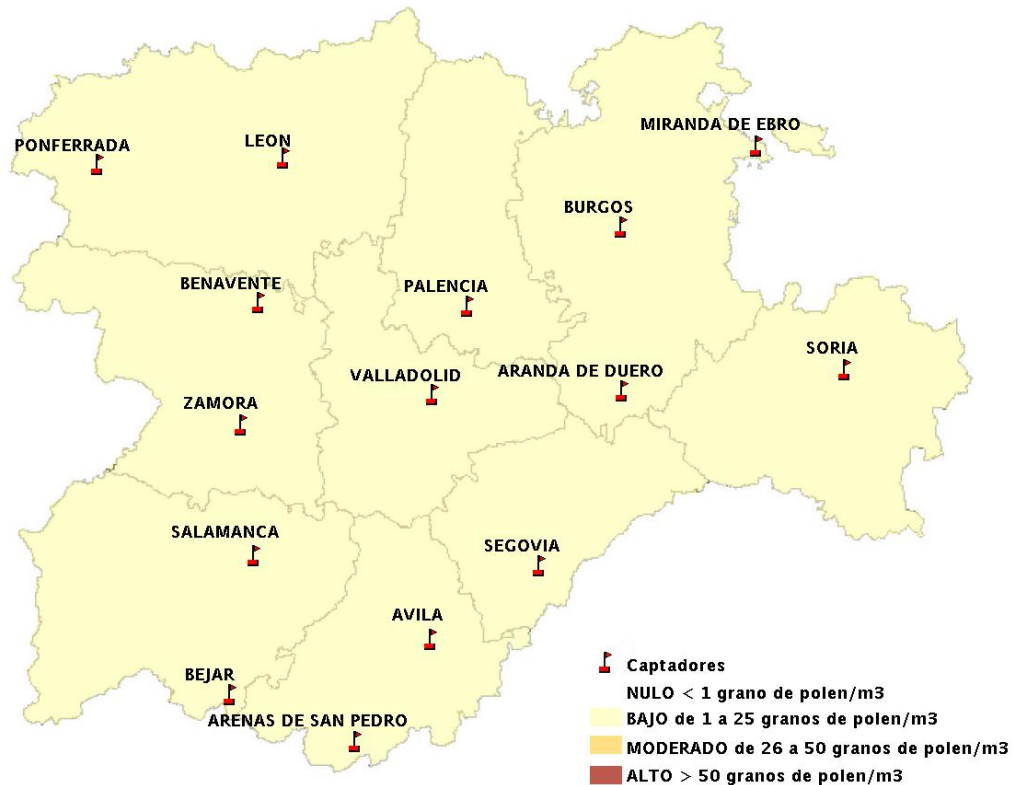 MIRANDA DE EBRO
PONFERRADA
LEON
BURGOS
BENAVENTE
PALENCIA
SORIA
VALLADOLID
ARANDA DE DUERO
ZAMORA
SALAMANCA
SEGOVIA
AVILA
BEJAR
ARENAS DE SAN PEDRO
Captadores
NULO < 1 grano de polen/m3
BAJO de 1 a 25 granos de polen/m3
MODERADO de 26 a 50 granos de polen/m3
ALTO > 50 granos de polen/m3